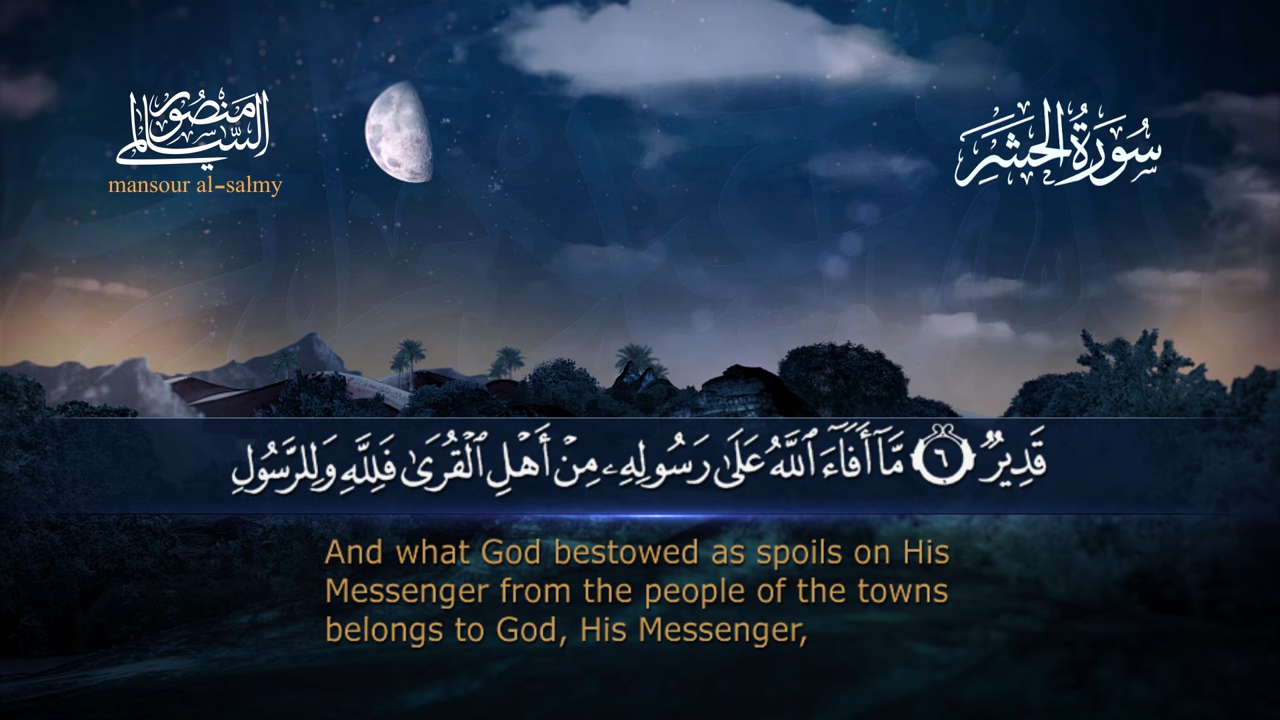 منصور
السالمي
mansour al-salmy
سُورَةُ الحَشْرِ
قَدِيرٌ ٦ مَّآ أَفَآءَ ٱللَّهُ عَلَىٰ رَسُولِهِۦ مِنْ أَهْلِ ٱلْقُرَىٰ فَلِلَّهِ وَلِلرَّسُولِ
And what God bestowed as spoils on His
Messenger from the people of the towns
belongs to God, His Messenger,